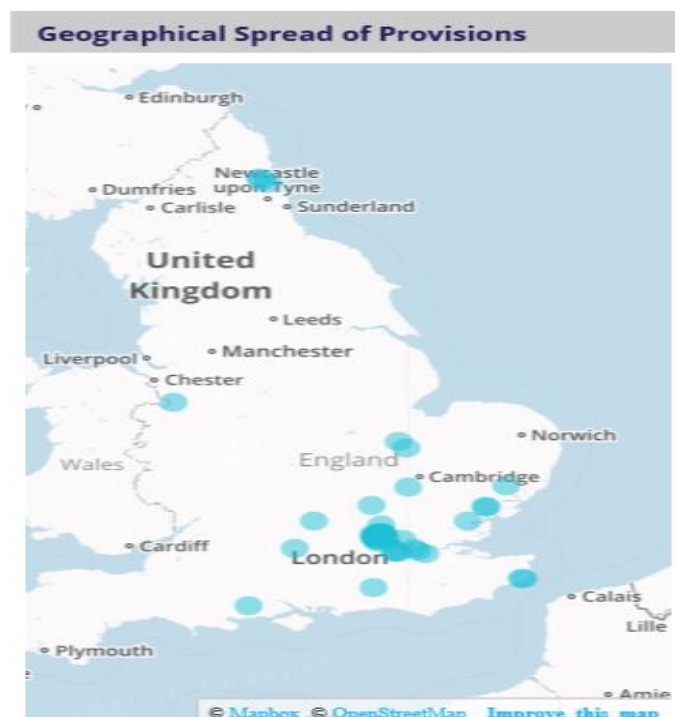 Geographical Spread of Provisions
Edinburgh
Newcastle
upon Tyne
Dumfries
Carlisle
Sunderland
United
Kingdom
Leeds
Manchester
Liverpool
Chester
Norwich
England
Wales
Cambridge
Cardiff
London
Calais
Lille
Plymouth
Amie
© Mapbox © OpenStreetMap Improve this map